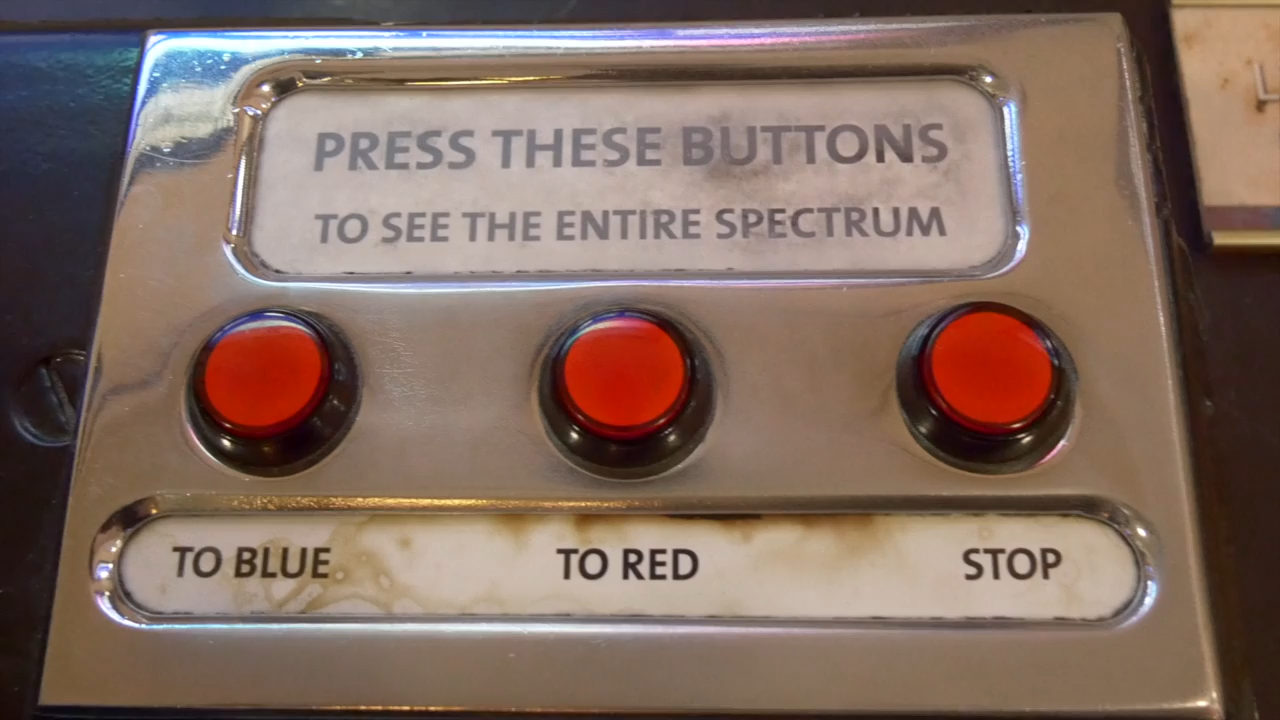 PRESS THESE BUTTONS
TO SEE THE ENTIRE SPECTRUM
TO BLUE
TO RED
STOP